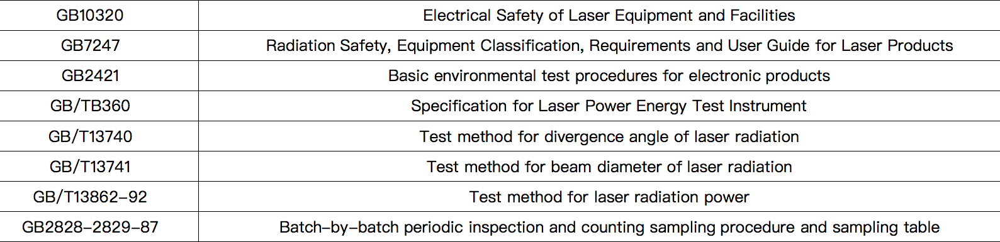 GB10320 Electrical Safety of Laser Equipment and Facilities
GB7247 Radiation Safety, Equipment Classification, Requirements and User Guide for Laser Products
GB2421 Basic environmental test procedures for electronic products
GB/TB360 Specification for Laser Power Energy Test Instrument
GB/T13740 Test method for divergence angle of laser radiation
GB/T13741 Test method for beam diameter of laser radiation
GB/T13862-92 Test method for laser radiation power
GB2828-2829-87 Batch-by-batch periodic inspection and counting sampling procedure and sampling table